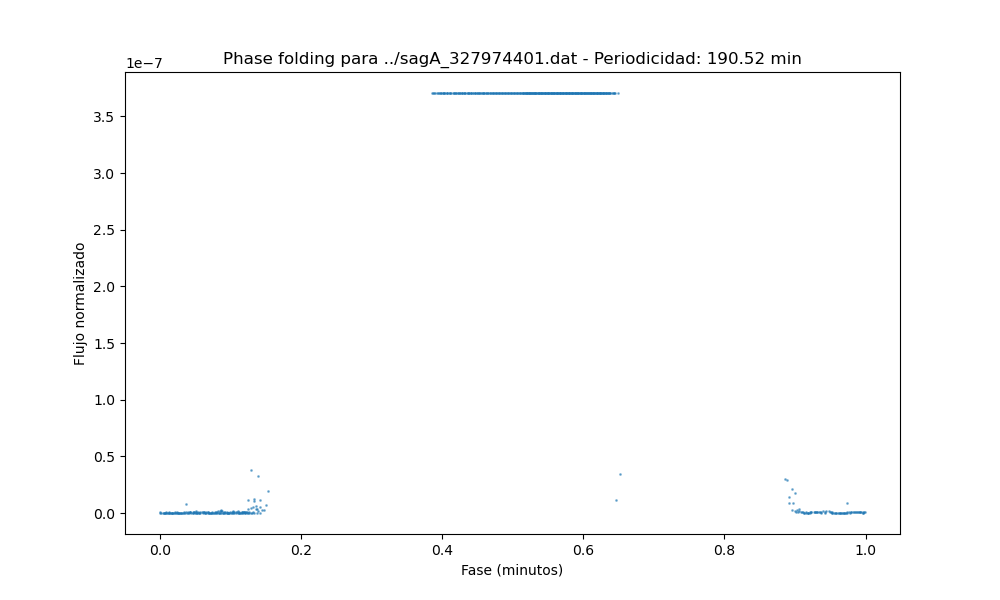 Phase folding para ../sagA_327974401.dat - Periodicidad: 190.52 min
1e−7
3.5
3.0
2.5
2.0
1.5
1.0
0.5
0.0
Flujo normalizado
0.0 0.2 0.4 0.6 0.8 1.0
Fase (minutos)